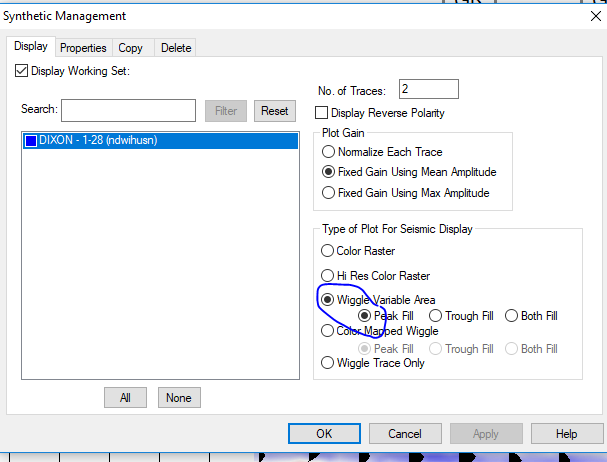 Synthetic Management
Display Properties Copy Delete
Display Working Set:
Search: Filter Reset
DIXON - 1-28 (ndwihusn)
All None
No. of Traces: 2
Display Reverse Polarity
Plot Gain
Normalize Each Trace
Fixed Gain Using Mean Amplitude
Fixed Gain Using Max Amplitude
Type of Plot For Seismic Display
Color Raster
Hi Res Color Raster
Wiggle Variable Area
Peak Fill Trough Fill Both Fill
Color Mapped Wiggle
Peak Fill Trough Fill Both Fill
Wiggle Trace Only
OK Cancel Apply Help